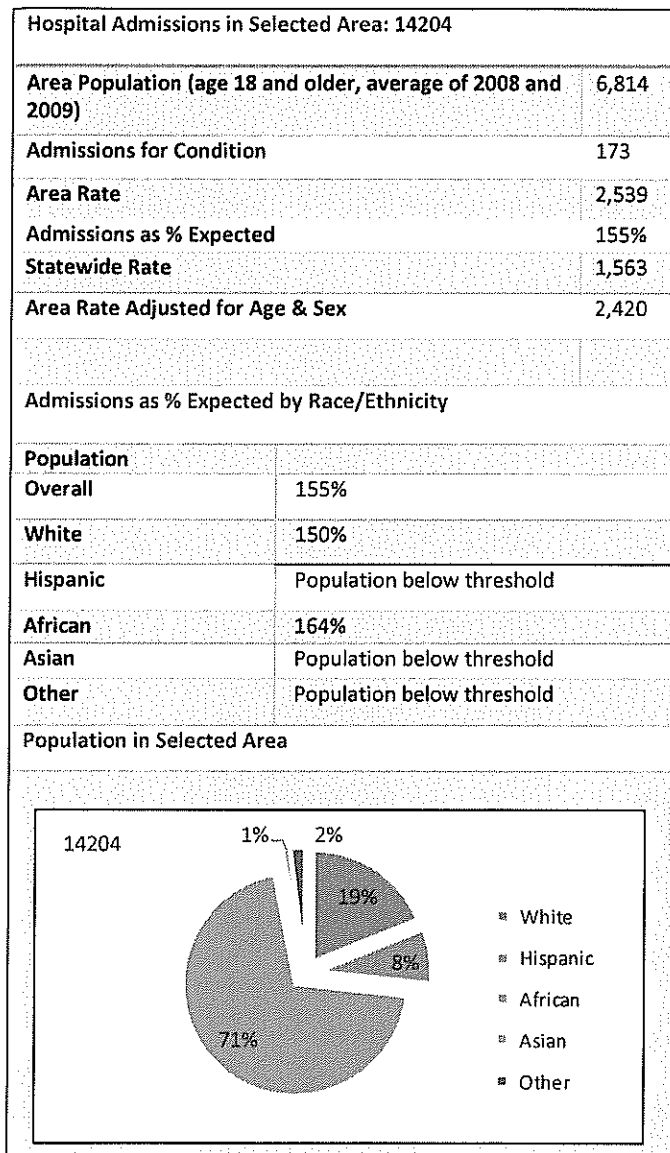 Hospital Admissions in Selected Area: 14204
Area Population (age 18 and older, average of 2008 and 6,814
2009)
Admissions for Condition 173
Area Rate 2,539
Admissions as % Expected 155%
Statewide Rate 1,563
Area Rate Adjusted for Age & Sex 2,420
Admissions as % Expected by Race/Ethnicity
Population
Overall 155%
White 150%
Hispanic Population below threshold
African 164%
Asian Population below threshold
Other Population below threshold
Population in Selected Area
14204
1% 2%
19%
8%
71%
White
Hispanic
African
Asian
Other